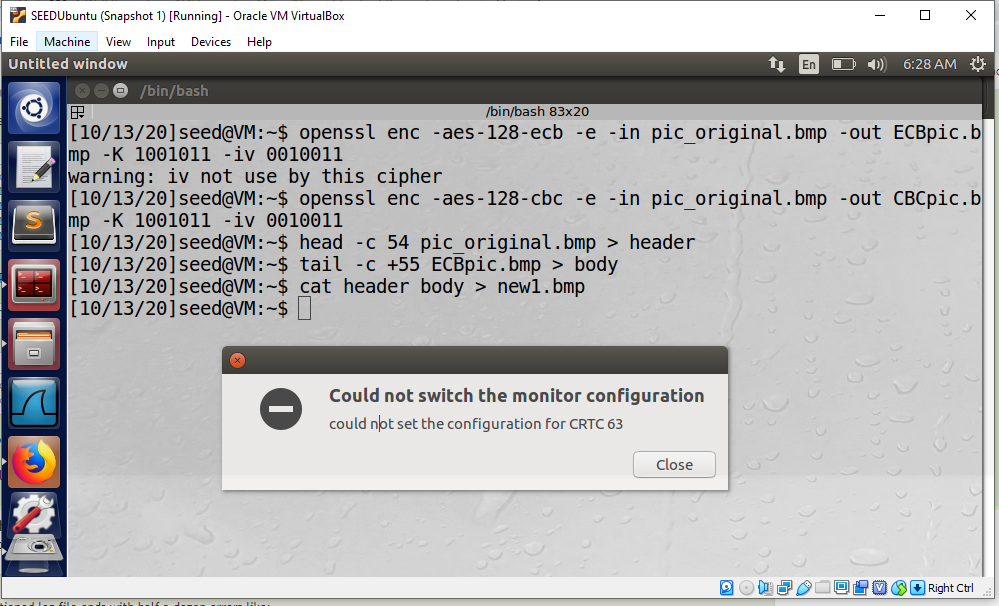 SEEDUbuntu (Snapshot 1) [Running] - Oracle VM VirtualBox
File Machine View Input Devices Help
Untitled window En 6:28 AM
/bin/bash
/bin/bash 83x20
[10/13/20]seed@VM:~$ openssl enc -aes-128-ecb -e -in pic_original.bmp -out ECBpic.b
mp -K 1001011 -iv 0010011
warning: iv not use by this cipher
[10/13/20]seed@VM:~$ openssl enc -aes-128-cbc -e -in pic_original.bmp -out CBCpic.b
mp -K 1001011 -iv 0010011
[10/13/20]seed@VM:~$ head -c 54 pic_original.bmp > header
[10/13/20]seed@VM:~$ tail -c +55 ECBpic.bmp > body
[10/13/20]seed@VM:~$ cat header body > new1.bmp
[10/13/20]seed@VM:~$
Could not switch the monitor configuration
could not set the configuration for CRTC 63
Close
Right Ctrl